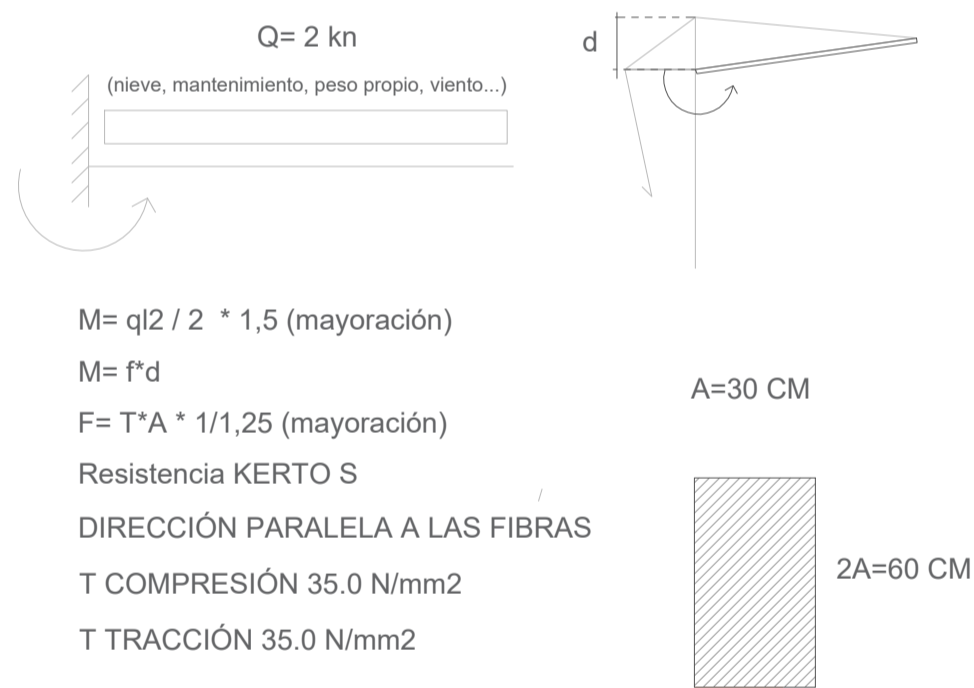 Q= 2 kn
(nieve, mantenimiento, peso propio, viento...)
d
M= ql2 / 2 * 1,5 (mayoración)
M= f*d
F= T*A * 1/1,25 (mayoración)
Resistencia KERTO S
DIRECCIÓN PARALELA A LAS FIBRAS
T COMPRESIÓN 35.0 N/mm2
T TRACCIÓN 35.0 N/mm2
A=30 CM
2A=60 CM